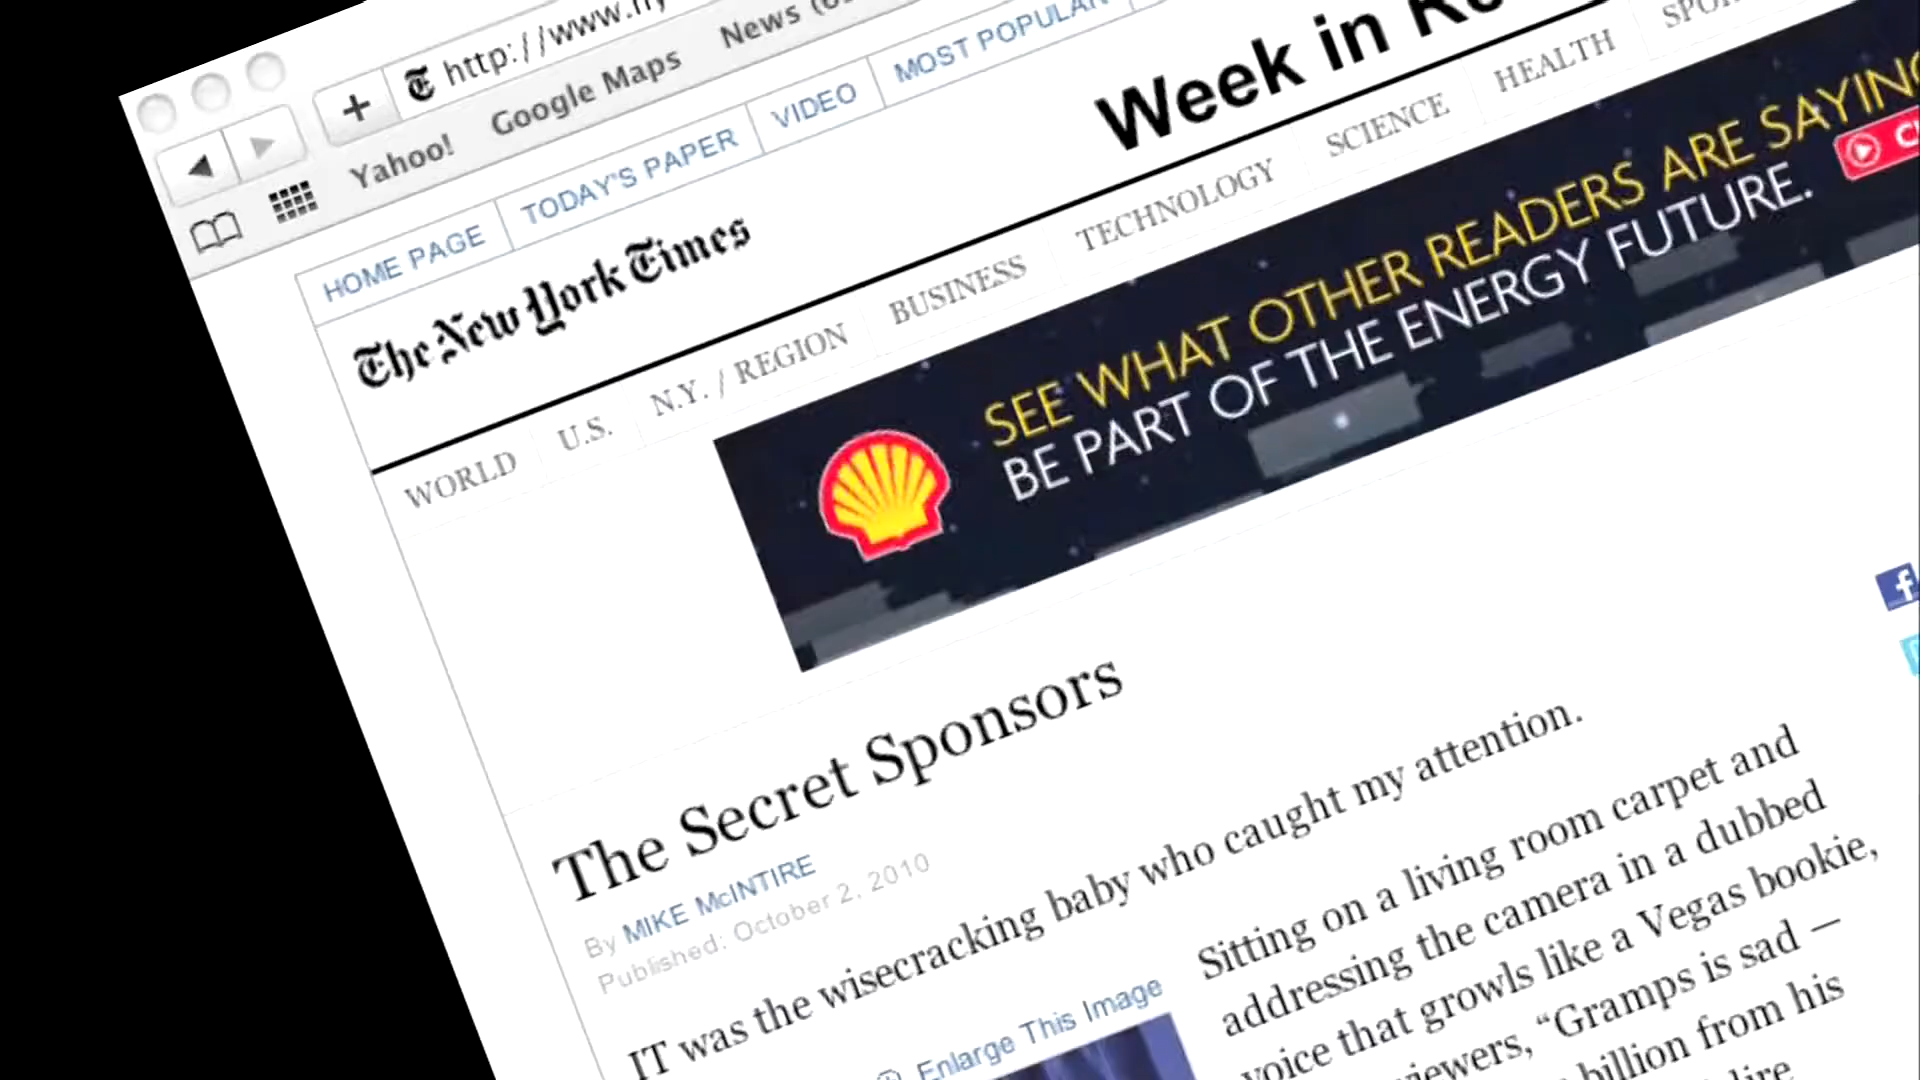 http://www.
Yahoo!
Google Maps
News
HOME PAGE
TODAY'S PAPER
VIDEO
MOST POPULAR
The New York Times
Week in
WORLD
U.S.
N.Y. / REGION
BUSINESS
TECHNOLOGY
SCIENCE
HEALTH
SEE WHAT OTHER READERS ARE SAYING
BE PART OF THE ENERGY FUTURE.
The Secret Sponsors
By MIKE McINTIRE
Published: October 2, 2010
IT was the wisecracking baby who caught my attention.
Enlarge This Image
Sitting on a living room carpet and
addressing the camera in a dubbed
voice that growls like a Vegas bookie,
“Gramps is sad —
billion from his